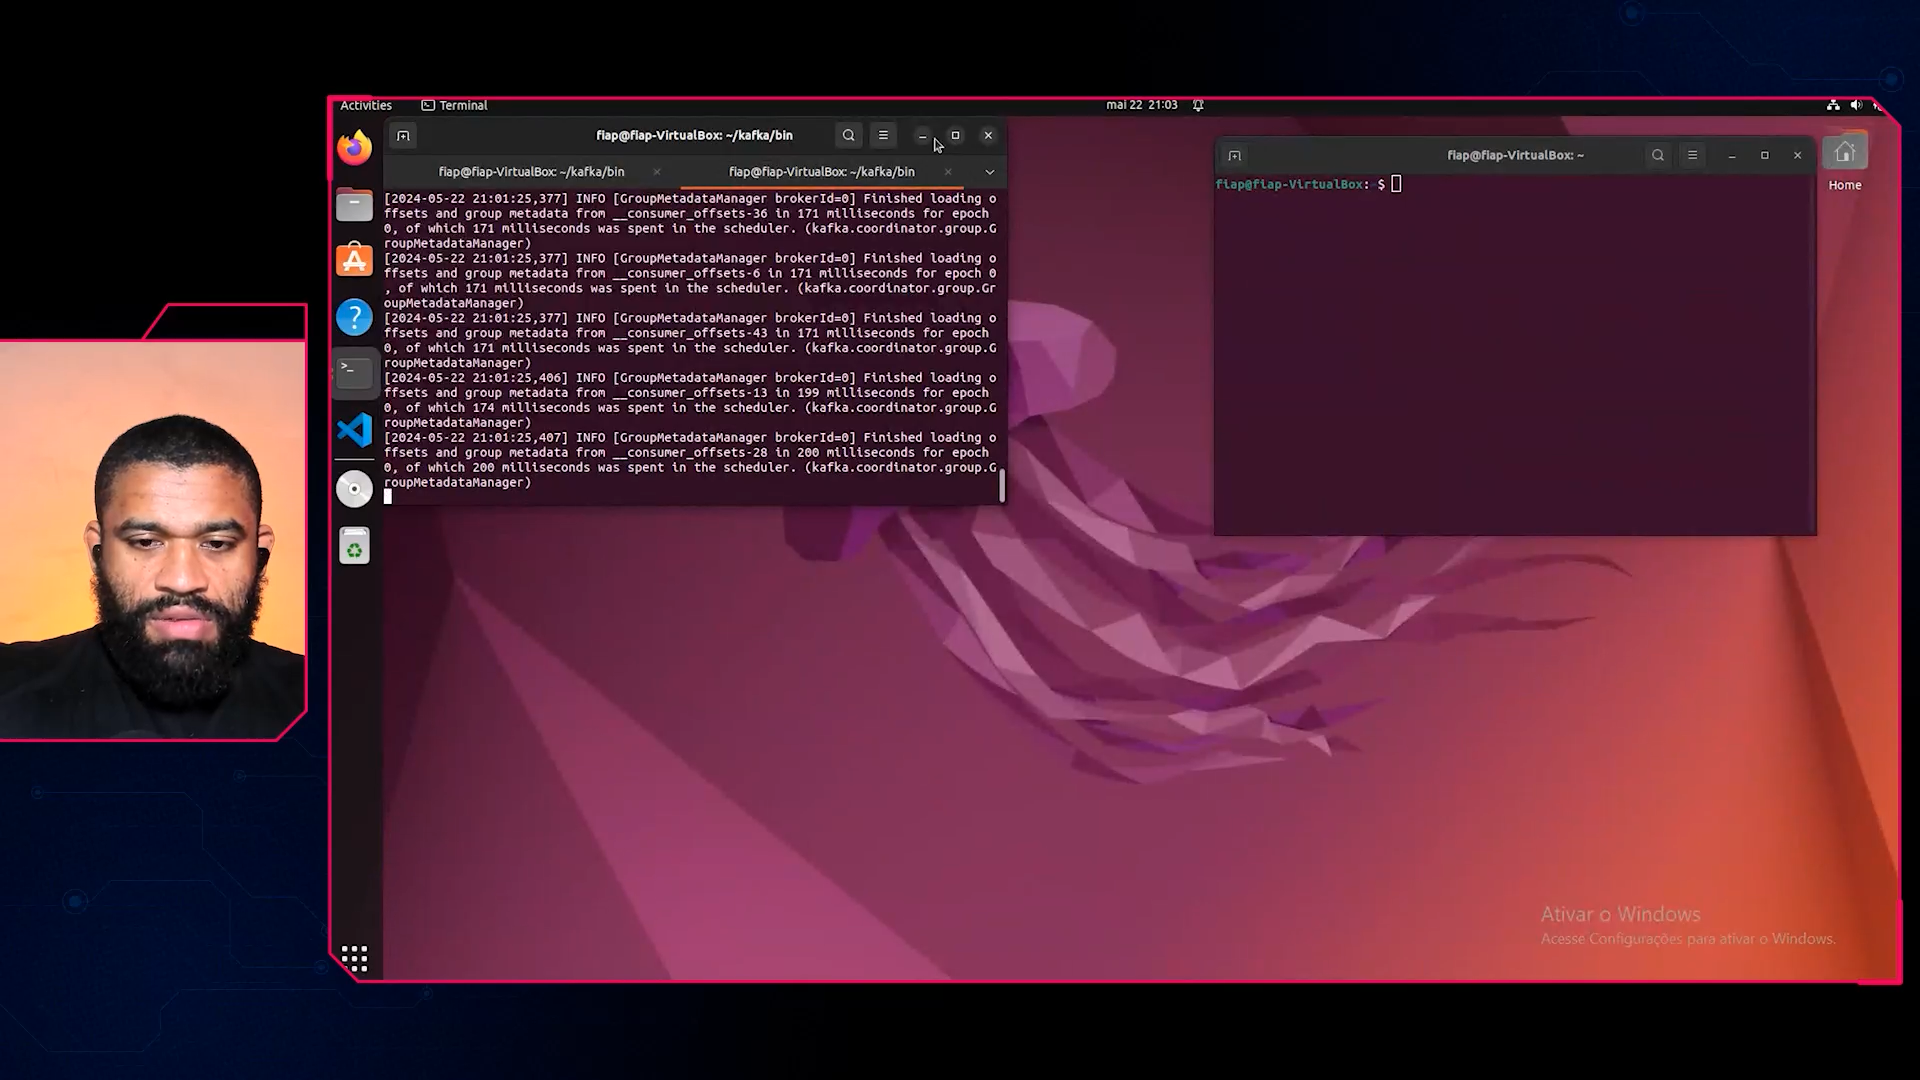 Activities
Terminal
mai 22 21:03
fiap@fiap-VirtualBox: ~/kafka/bin
fiap@fiap-VirtualBox: ~/kafka/bin
fiap@fiap-VirtualBox: ~/kafka/bin
[2024-05-22 21:01:25,377] INFO [GroupMetadataManager brokerId=0] Finished loading o
ffsets and group metadata from __consumer_offsets-36 in 171 milliseconds for epoch
0, of which 171 milliseconds was spent in the scheduler. (kafka.coordinator.group.G
roupMetadataManager)
[2024-05-22 21:01:25,377] INFO [GroupMetadataManager brokerId=0] Finished loading o
ffsets and group metadata from __consumer_offsets-6 in 171 milliseconds for epoch 0
, of which 171 milliseconds was spent in the scheduler. (kafka.coordinator.group.Gr
oupMetadataManager)
[2024-05-22 21:01:25,377] INFO [GroupMetadataManager brokerId=0] Finished loading o
ffsets and group metadata from __consumer_offsets-43 in 171 milliseconds for epoch
0, of which 171 milliseconds was spent in the scheduler. (kafka.coordinator.group.G
roupMetadataManager)
[2024-05-22 21:01:25,406] INFO [GroupMetadataManager brokerId=0] Finished loading o
ffsets and group metadata from __consumer_offsets-13 in 199 milliseconds for epoch
0, of which 174 milliseconds was spent in the scheduler. (kafka.coordinator.group.G
roupMetadataManager)
[2024-05-22 21:01:25,407] INFO [GroupMetadataManager brokerId=0] Finished loading o
ffsets and group metadata from __consumer_offsets-28 in 200 milliseconds for epoch
0, of which 200 milliseconds was spent in the scheduler. (kafka.coordinator.group.G
roupMetadataManager)
fiap@fiap-VirtualBox: ~
fiap@fiap-VirtualBox: $
Home
Ativar o Windows
Acesse Configurações para ativar o Windows.